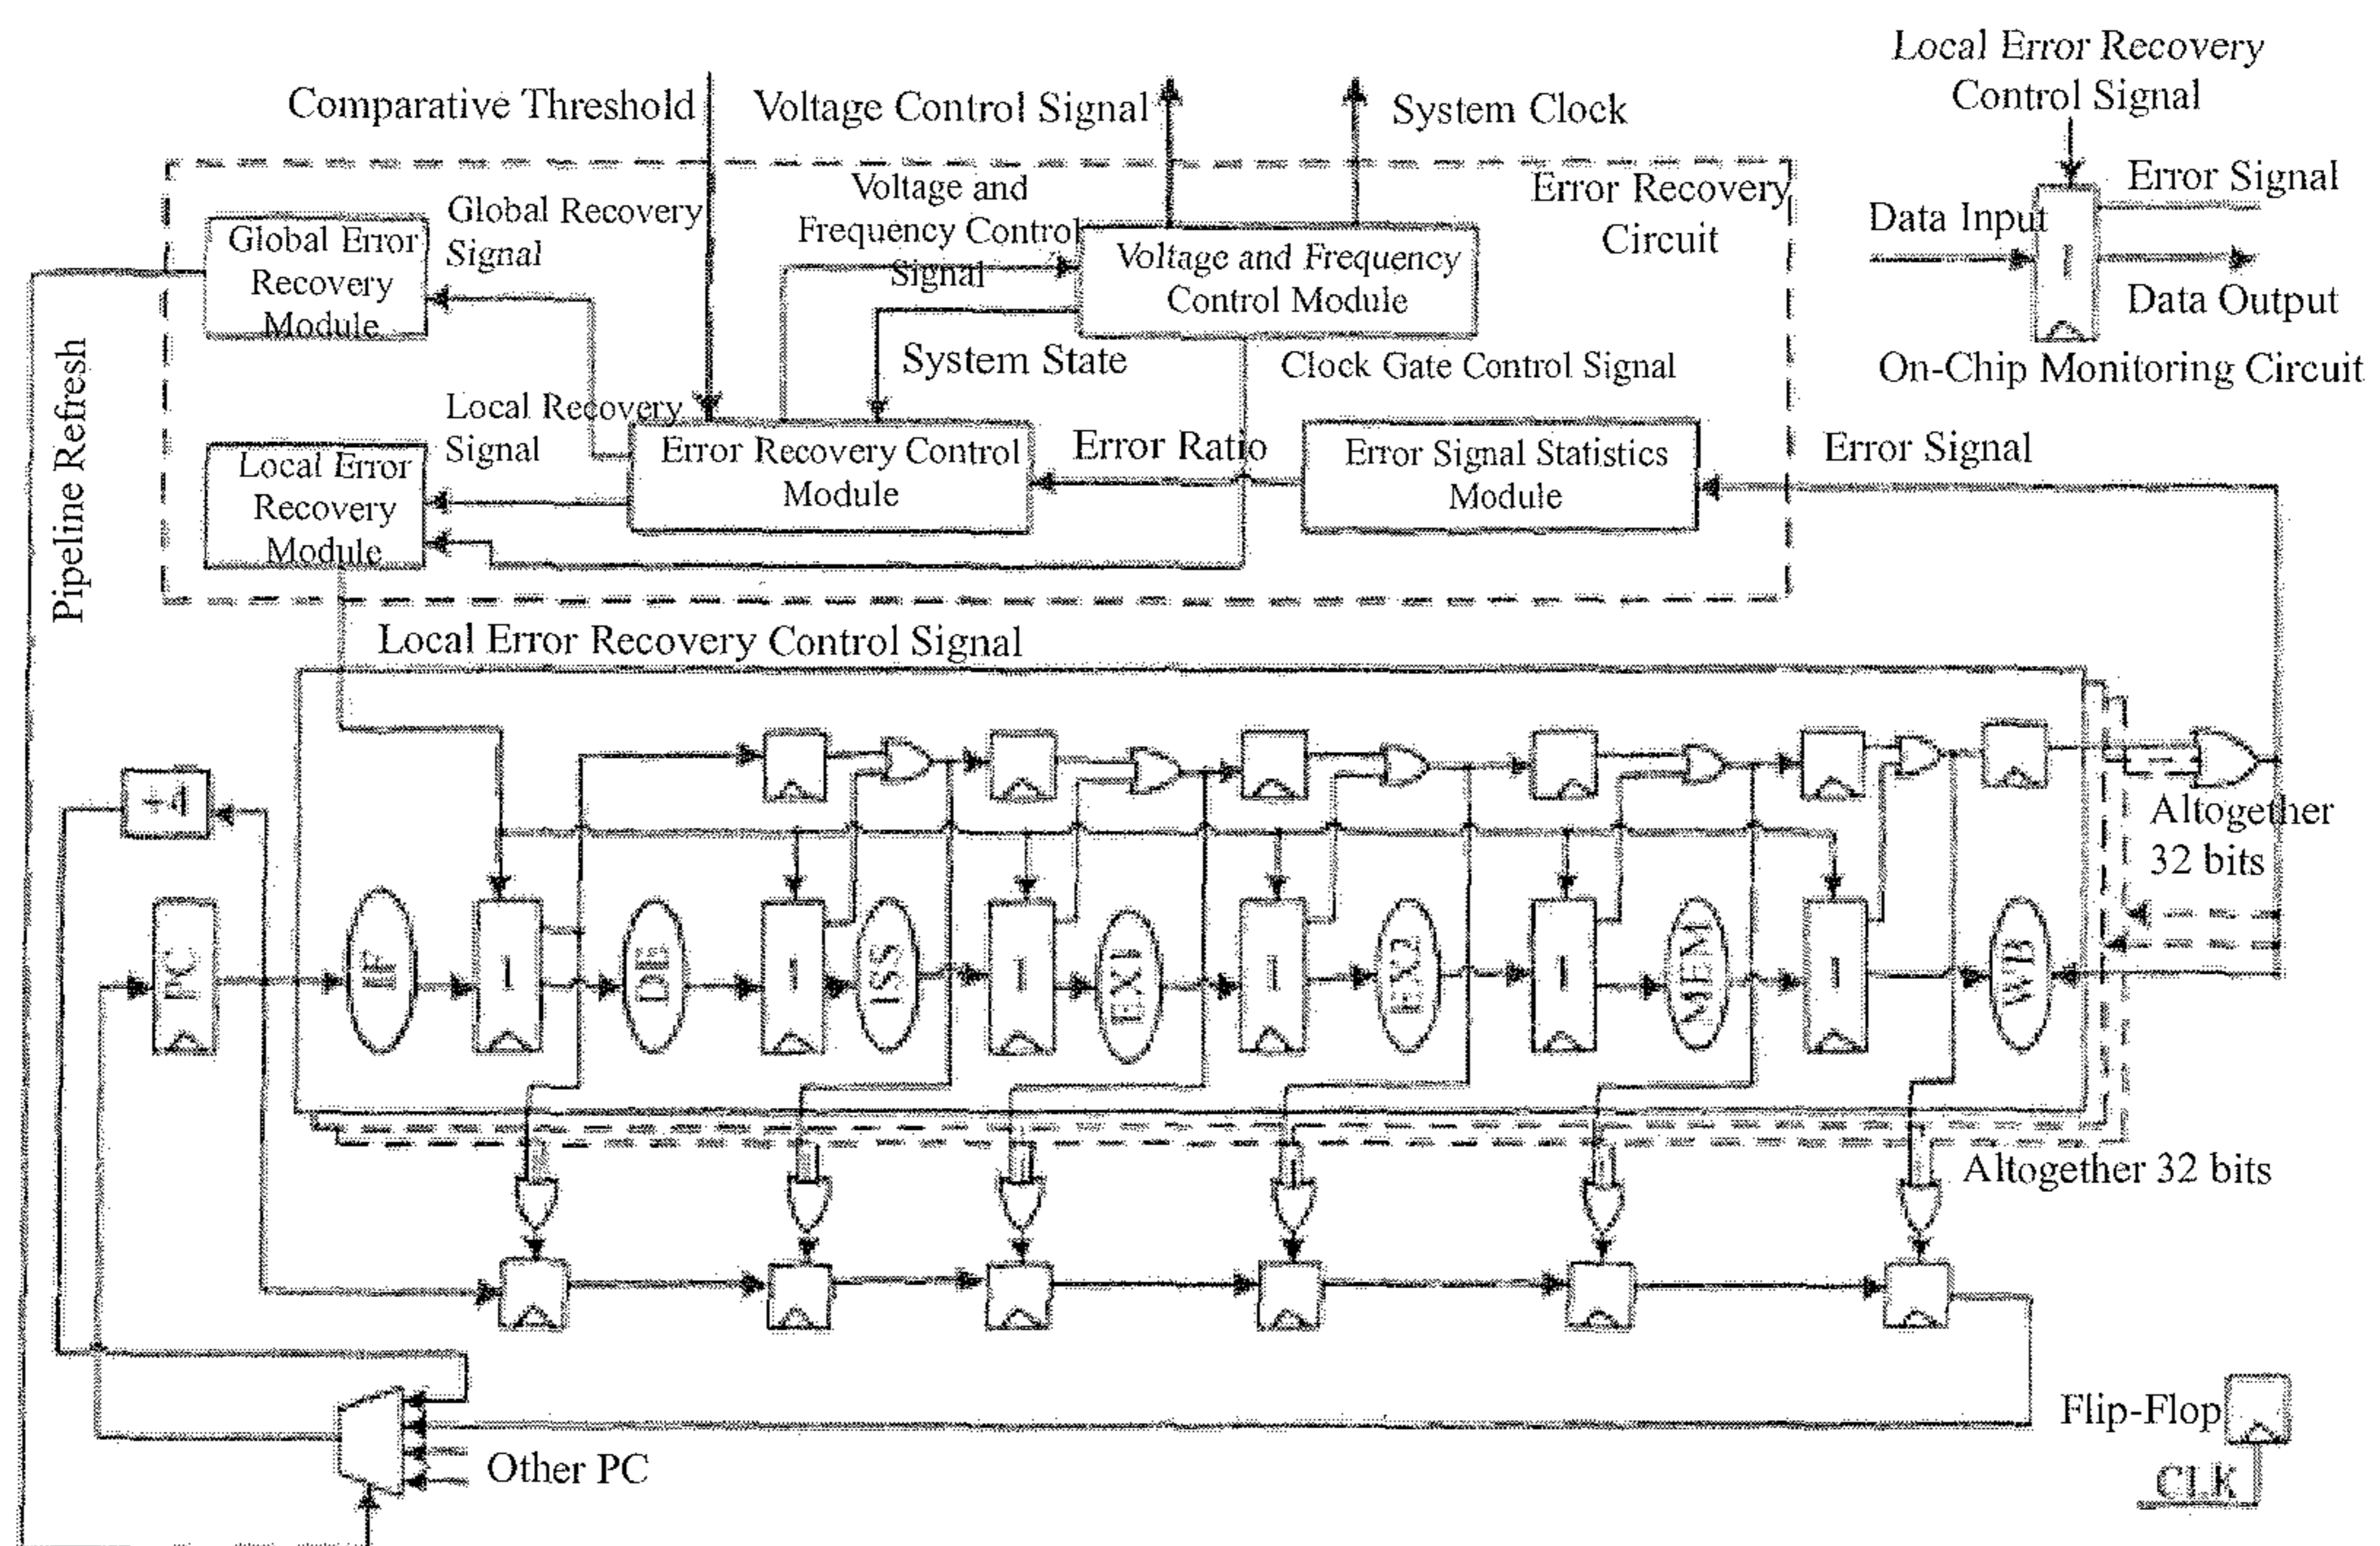 Local Error Recovery
Control Signal
Comparative Threshold
Voltage Control Signal
System Clock
Error Signal
Data Input
Data Output
On-Chip Monitoring Circuit
Error Recovery
Circuit
Global Error
Recovery
Module
Global Recovery
Signal
Voltage and
Frequency Control
Signal
Voltage and Frequency
Control Module
System State
Clock Gate Control Signal
Local Recovery
Signal
Local Error
Recovery
Module
Error Recovery Control
Module
Error Ratio
Error Signal Statistics
Module
Error Signal
Pipeline Refresh
Local Error Recovery Control Signal
+4
Altogether
32 bits
PC
IF
DE
ISS
EX1
EX2
MEM
WB
Altogether 32 bits
Other PC
Flip-Flop
CLK